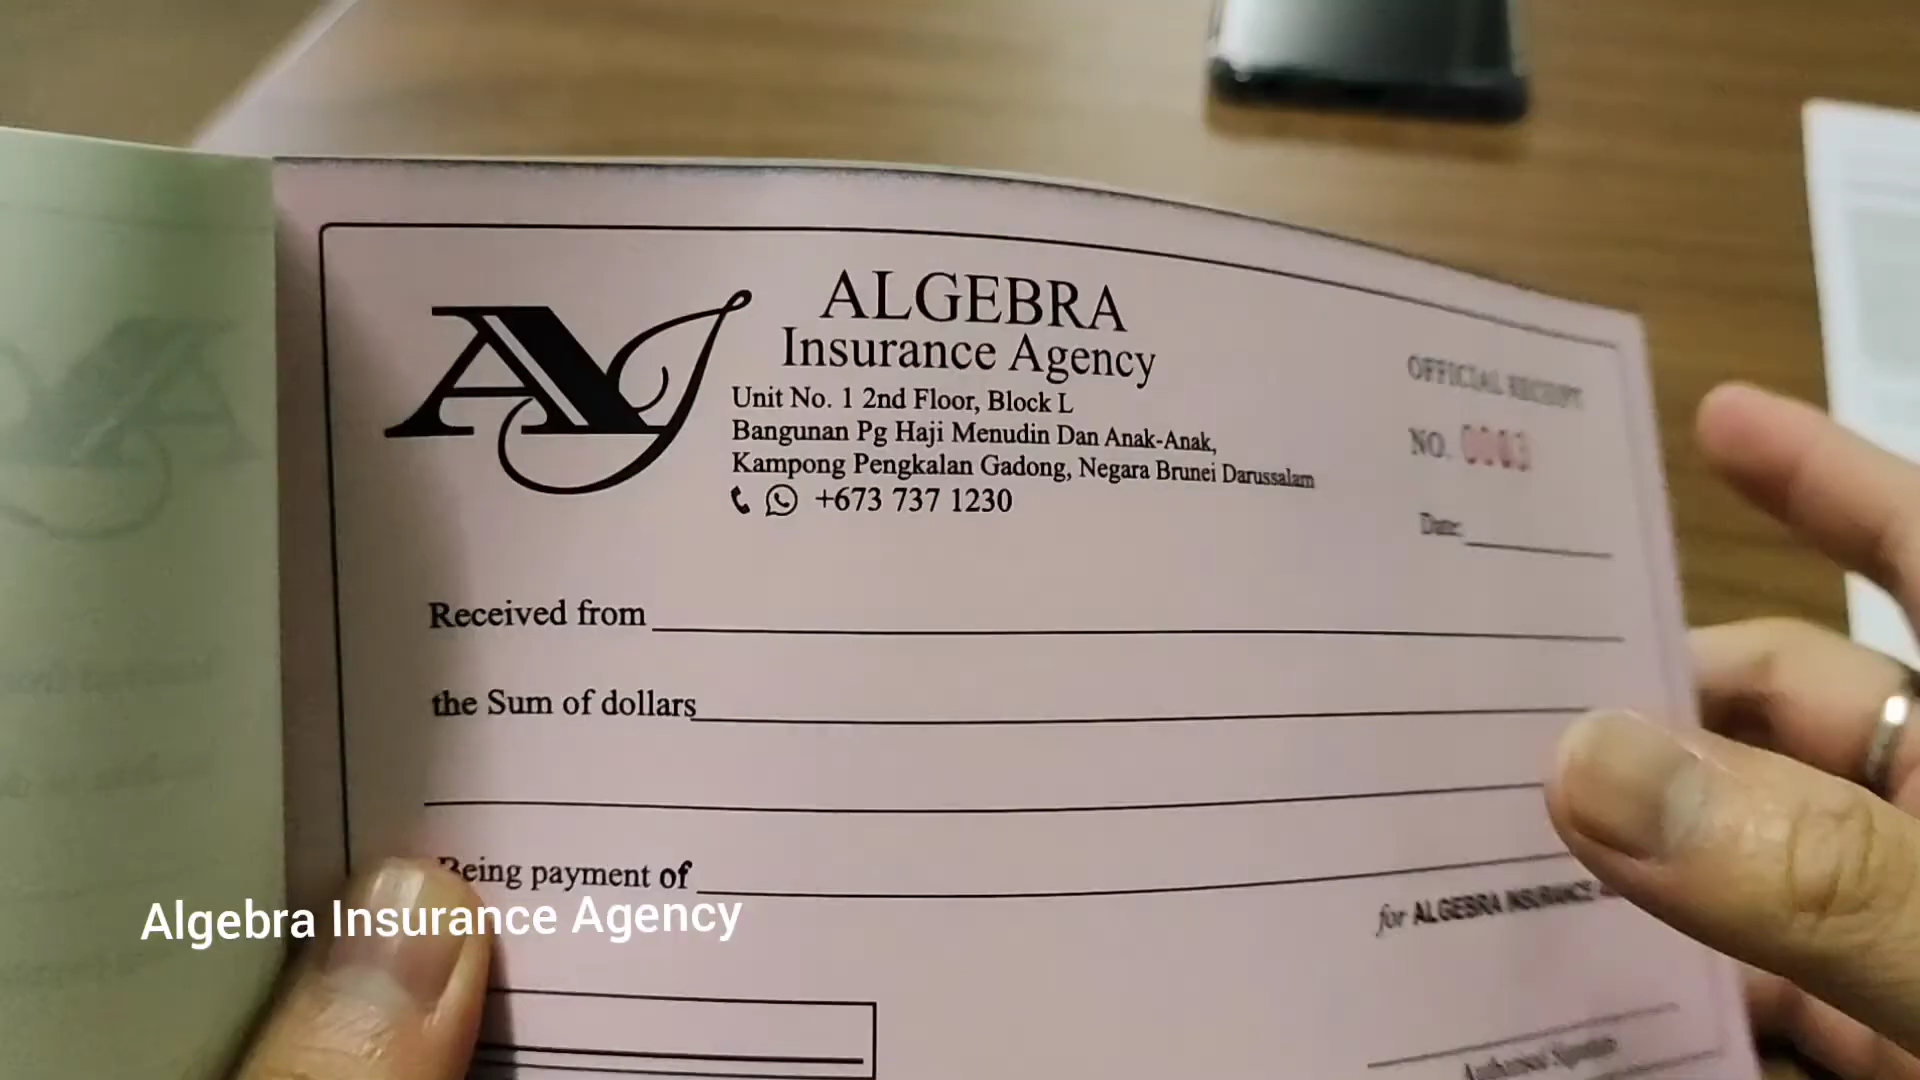 ALGEBRA
Insurance Agency
Unit No. 1 2nd Floor, Block L
Bangunan Pg Haji Menudin Dan Anak-Anak,
Kampong Pengkalan Gadong, Negara Brunei Darussalam
+673 737 1230
OFFICIAL RECEIPT
NO. 0003
Date:
Received from
the Sum of dollars
Being payment of
for ALGEBRA INSURANCE
Algebra Insurance Agency
Authorised Signature